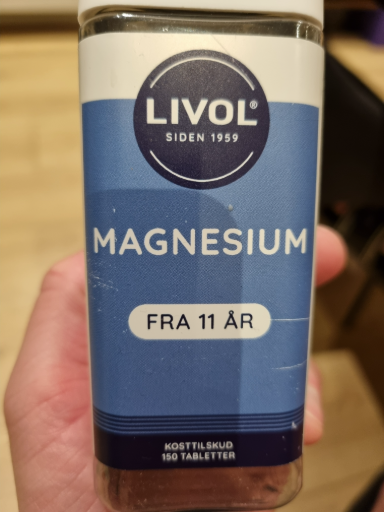 LIVOL®
SIDEN 1959
MAGNESIUM
FRA 11 ÅR
KOSTTILSKUD
150 TABLETTER